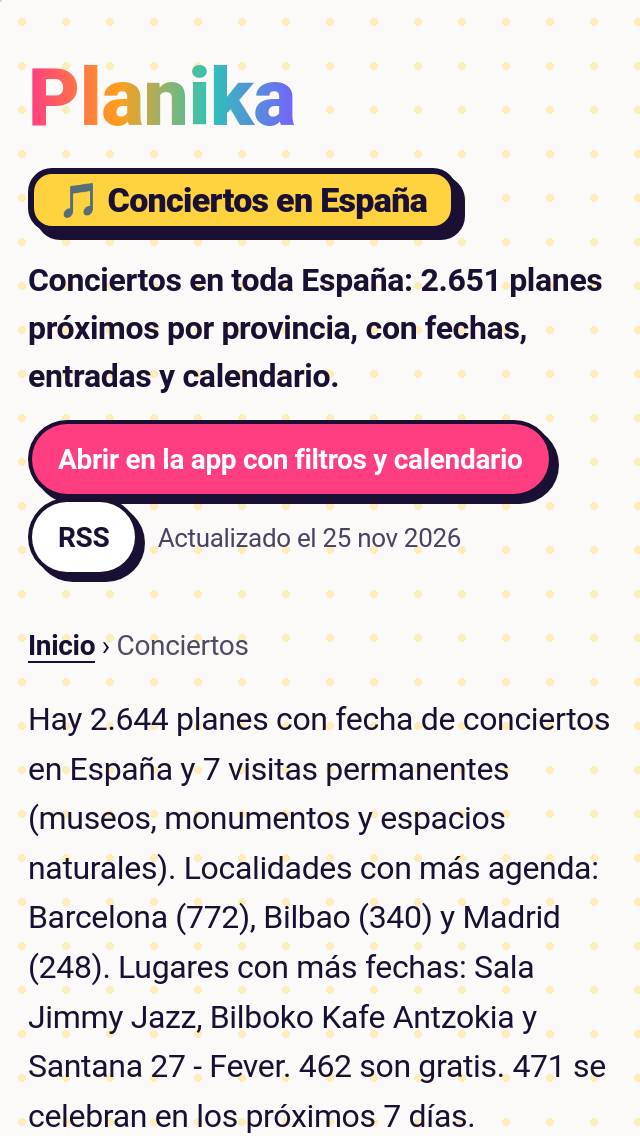 Planika
🎵 Conciertos en España
Conciertos en toda España: 2.651 planes
próximos por provincia, con fechas,
entradas y calendario.
Abrir en la app con filtros y calendario
RSS Actualizado el 25 nov 2026
Inicio › Conciertos
Hay 2.644 planes con fecha de conciertos
en España y 7 visitas permanentes
(museos, monumentos y espacios
naturales). Localidades con más agenda:
Barcelona (772), Bilbao (340) y Madrid
(248). Lugares con más fechas: Sala
Jimmy Jazz, Bilboko Kafe Antzokia y
Santana 27 - Fever. 462 son gratis. 471 se
celebran en los próximos 7 días.